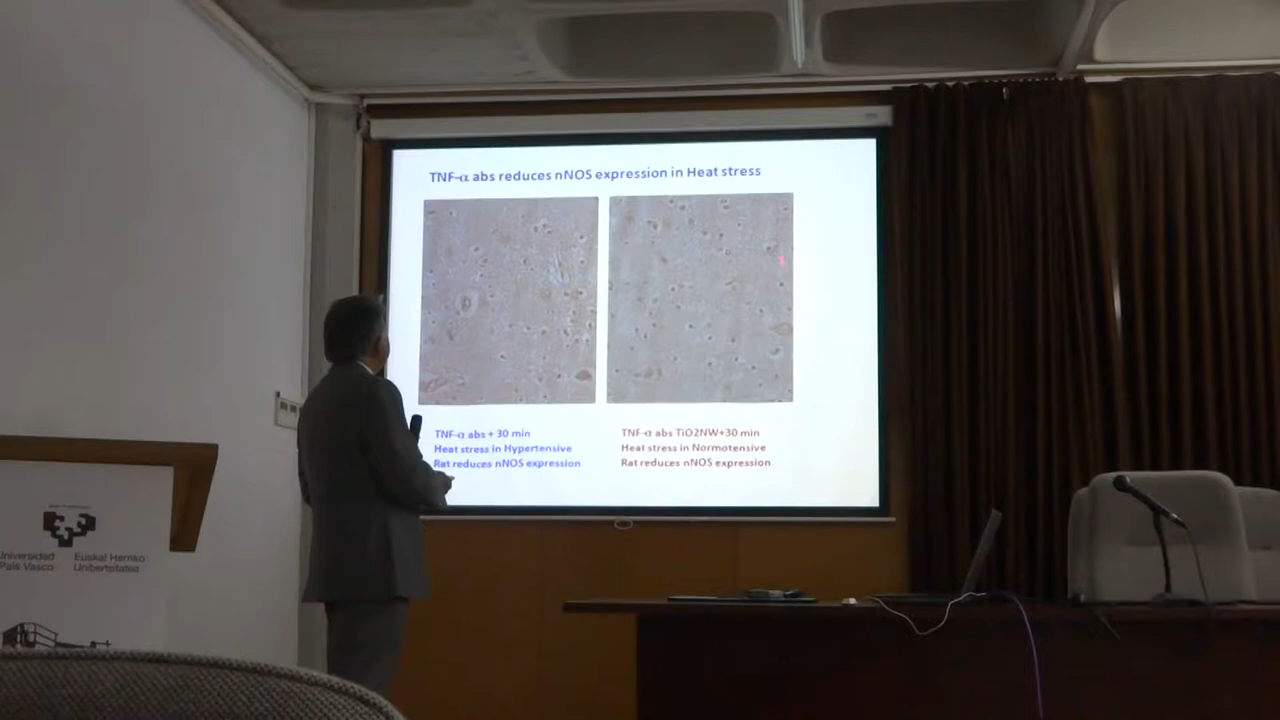 TNF-α abs reduces nNOS expression in Heat stress
TNF-α abs + 30 min
Heat stress in Hypertensive
Rat reduces nNOS expression
TNF-α abs TiO2NW+30 min
Heat stress in Normotensive
Rat reduces nNOS expression
Universidad
País Vasco
Euskal Herriko
Unibertsitatea